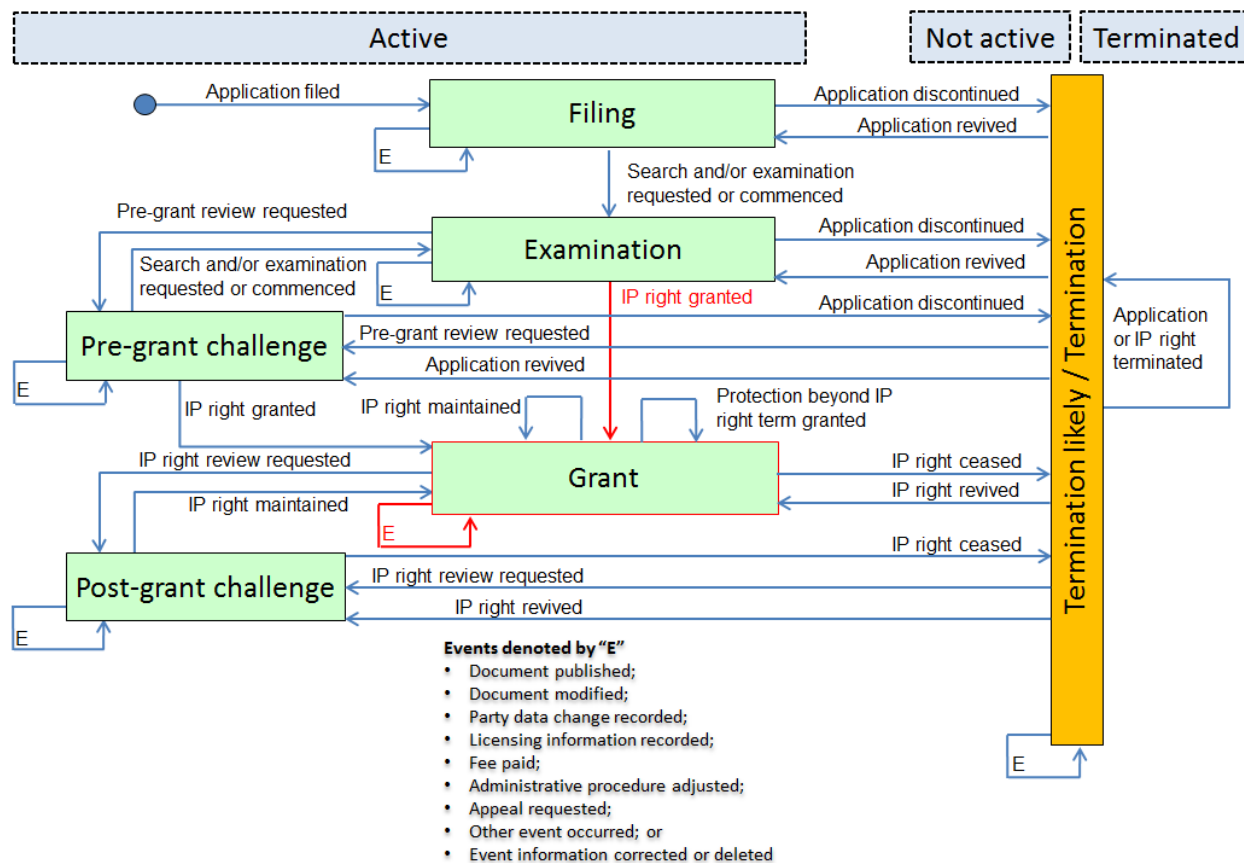 Active
Not active
Terminated
Application filed
Filing
Application discontinued
Application revived
E
Search and/or examination
requested or commenced
Pre-grant review requested
Examination
Application discontinued
Application revived
Search and/or examination
requested or commenced
E
IP right granted
Application discontinued
Pre-grant challenge
Pre-grant review requested
Application revived
E
Application
or IP right
terminated
Termination likely / Termination
IP right granted
IP right maintained
Protection beyond IP
right term granted
IP right review requested
Grant
IP right ceased
IP right revived
IP right maintained
E
IP right ceased
Post-grant challenge
IP right review requested
IP right revived
E
Events denoted by “E”
• Document published;
• Document modified;
• Party data change recorded;
• Licensing information recorded;
• Fee paid;
• Administrative procedure adjusted;
• Appeal requested;
• Other event occurred; or
• Event information corrected or deleted
E